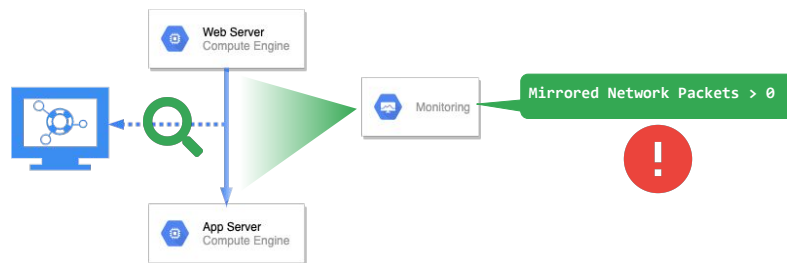 Web Server
Compute Engine
Monitoring
Mirrored Network Packets > 0
!
App Server
Compute Engine